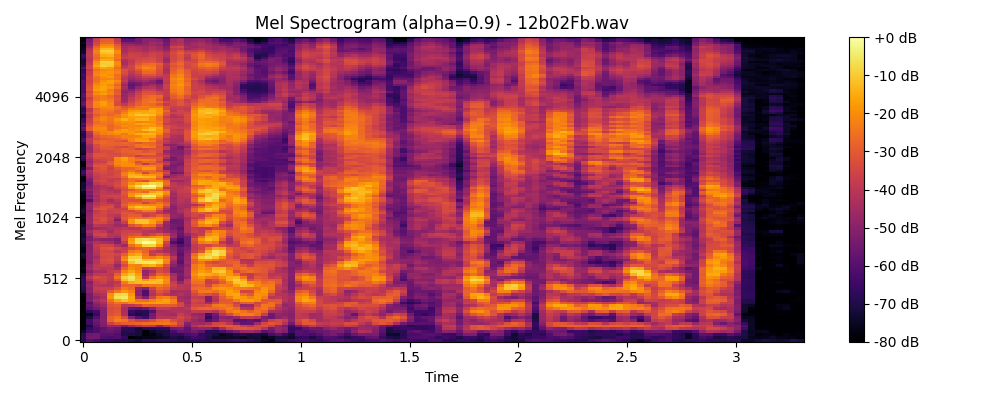 Mel Spectrogram (alpha=0.9) - 12b02Fb.wav
Mel Frequency
4096
2048
1024
512
0
0
0.5
1
1.5
2
2.5
3
Time
+0 dB
-10 dB
-20 dB
-30 dB
-40 dB
-50 dB
-60 dB
-70 dB
-80 dB